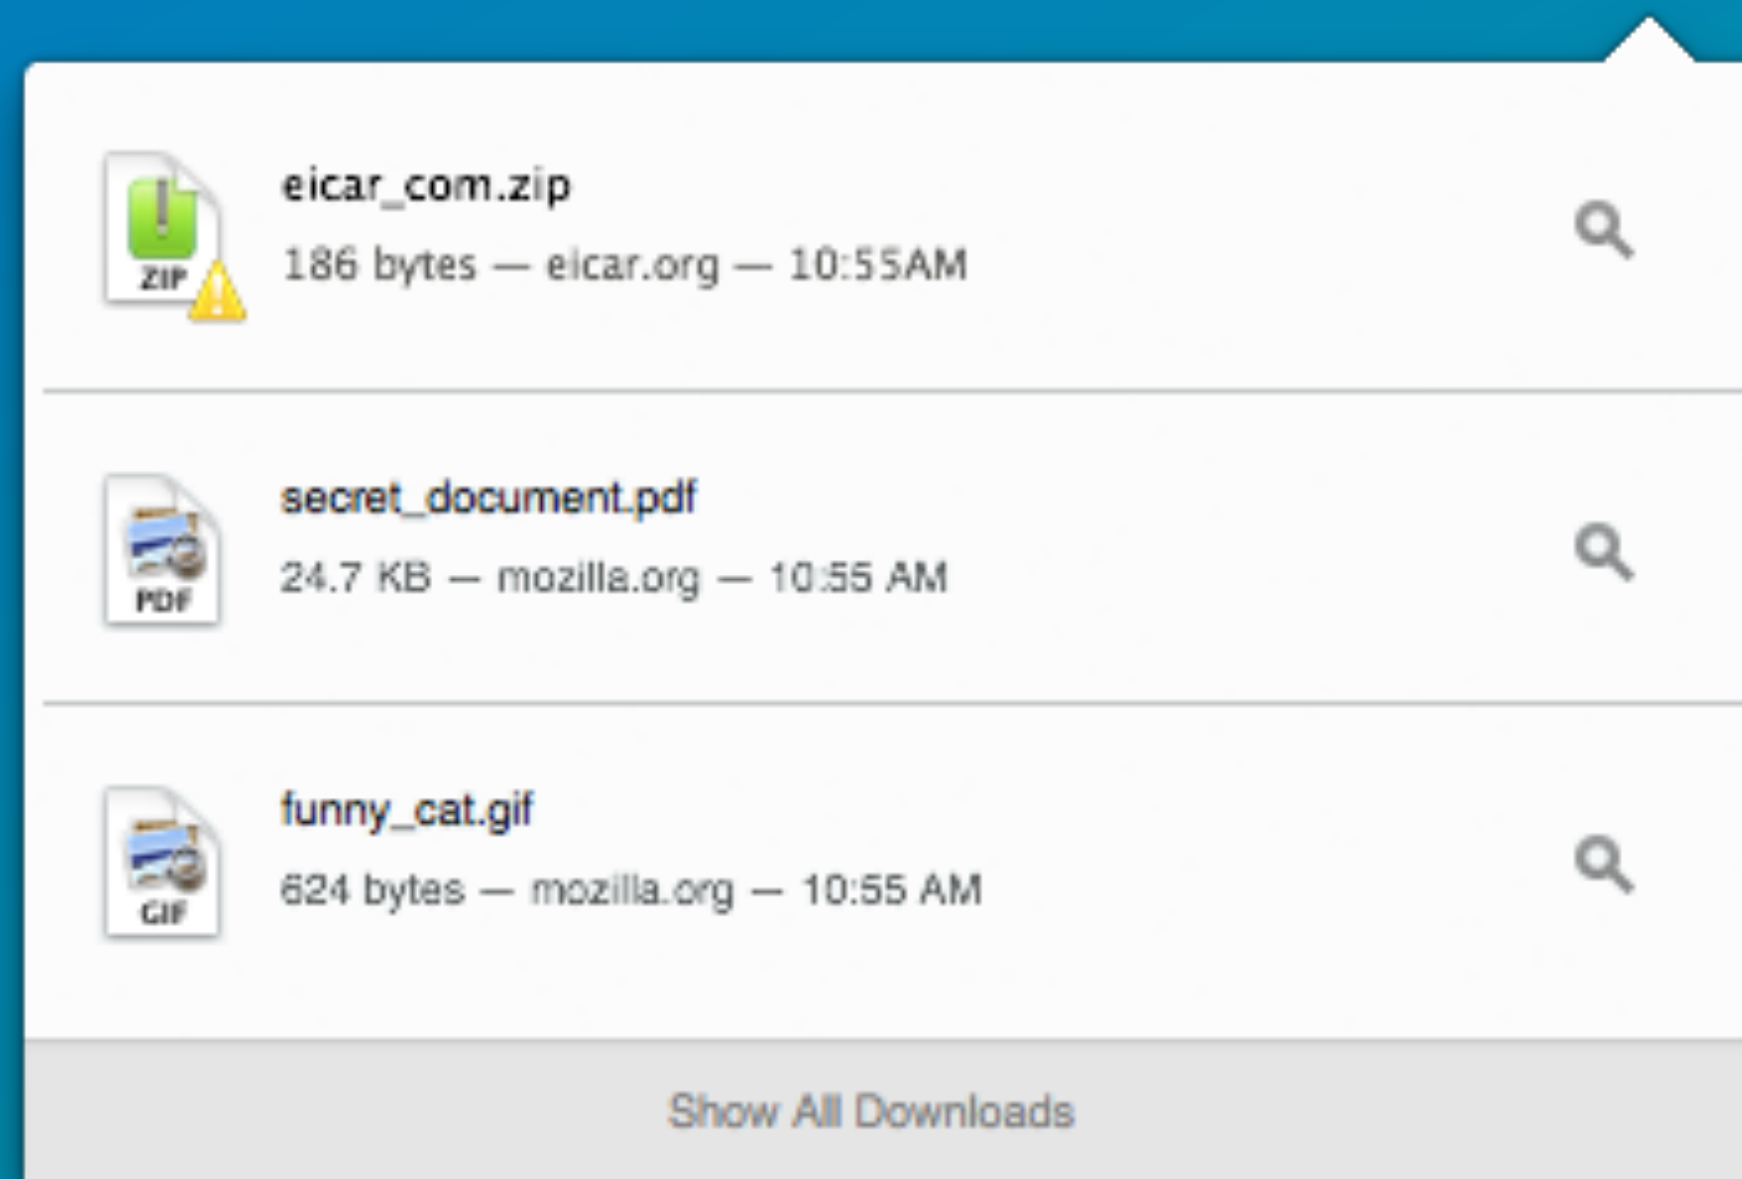 eicar_com.zip
186 bytes — eicar.org — 10:55AM
ZIP
secret_document.pdf
24.7 KB — mozilla.org — 10:55 AM
PDF
funny_cat.gif
624 bytes — mozilla.org — 10:55 AM
GIF
Show All Downloads